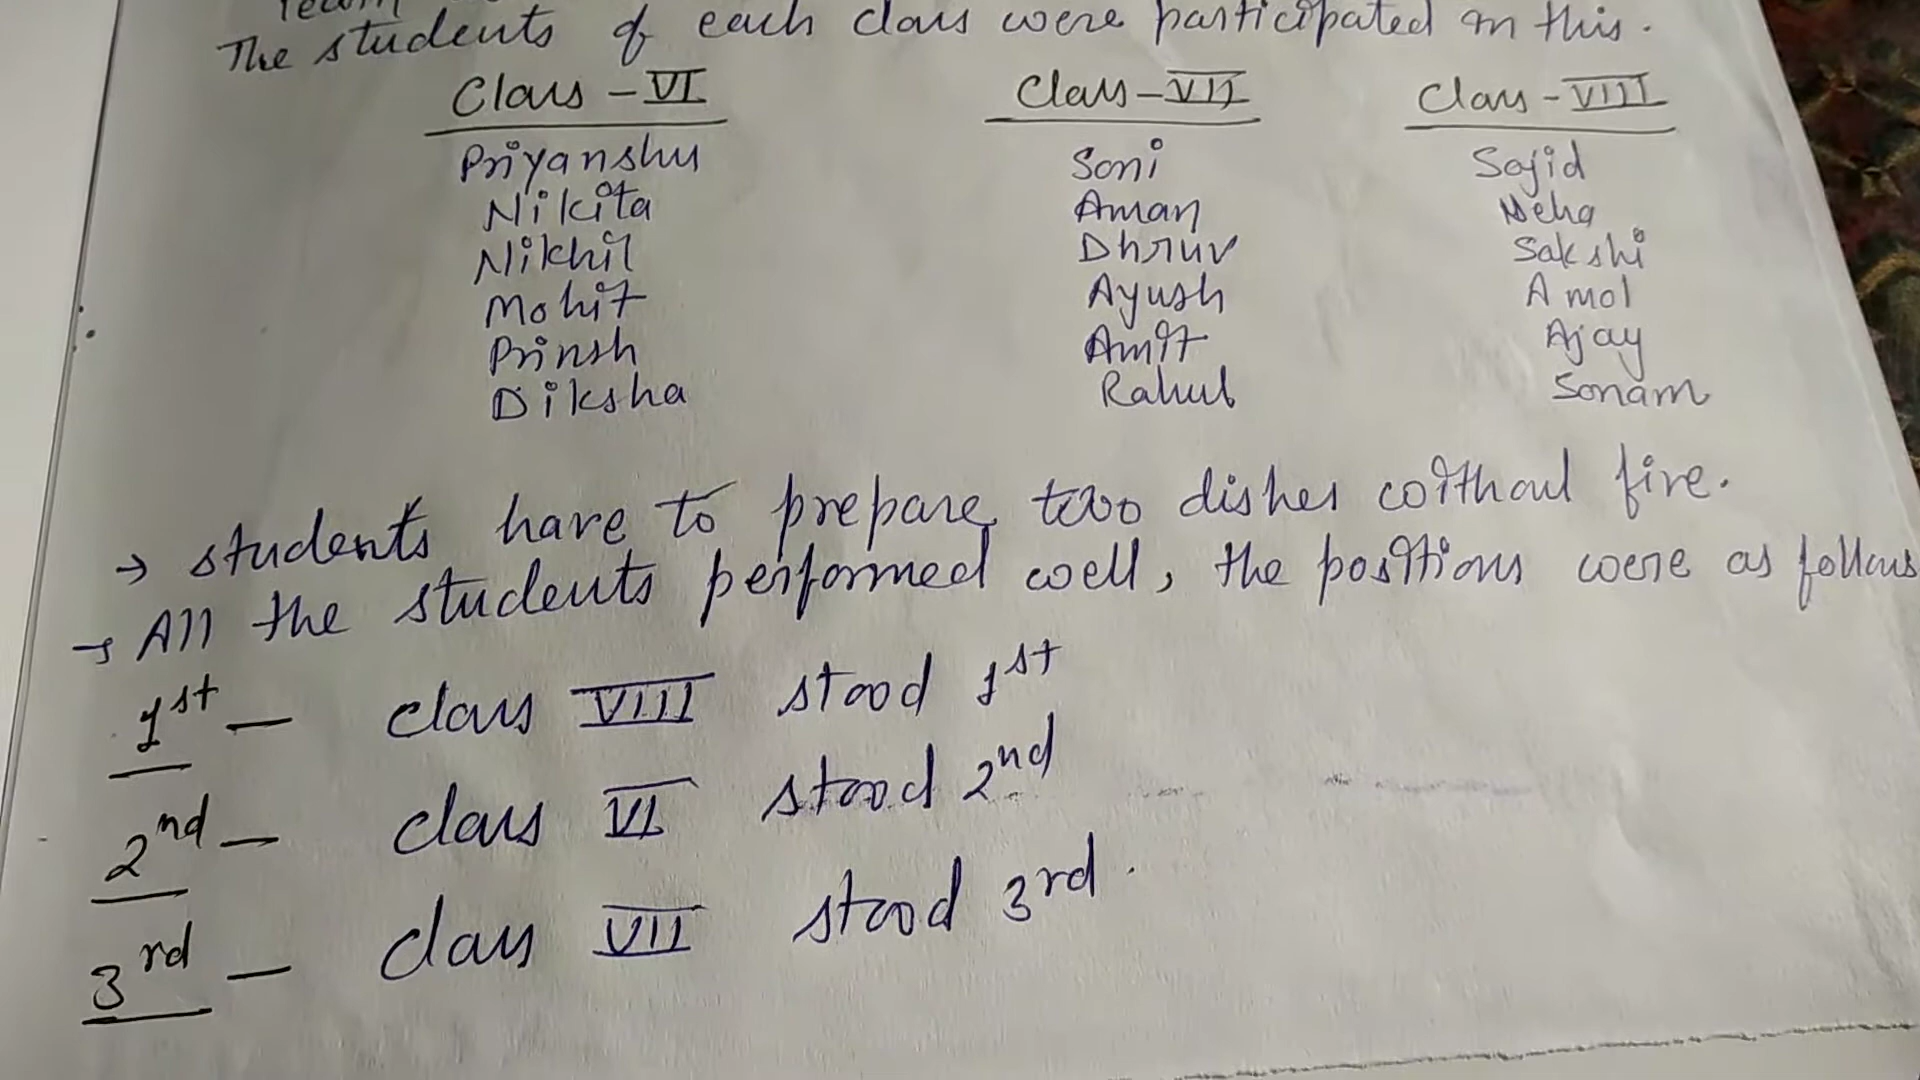 Team
The students of each class were participated in this.
Class - VI Class - VII Class - VIII
Priyanshu Soni Sajid
Nikita Aman Neha
Nikhil Dhruv Sakshi
Mohit Ayush Amol
Prinsh Amit Ajay
Diksha Rahul Sonam
→ students have to prepare two dishes without fire.
→ All the students performed well, the positions were as follows
1st - class VIII stood 1st
2nd - class VI stood 2nd
3rd - class VII stood 3rd.